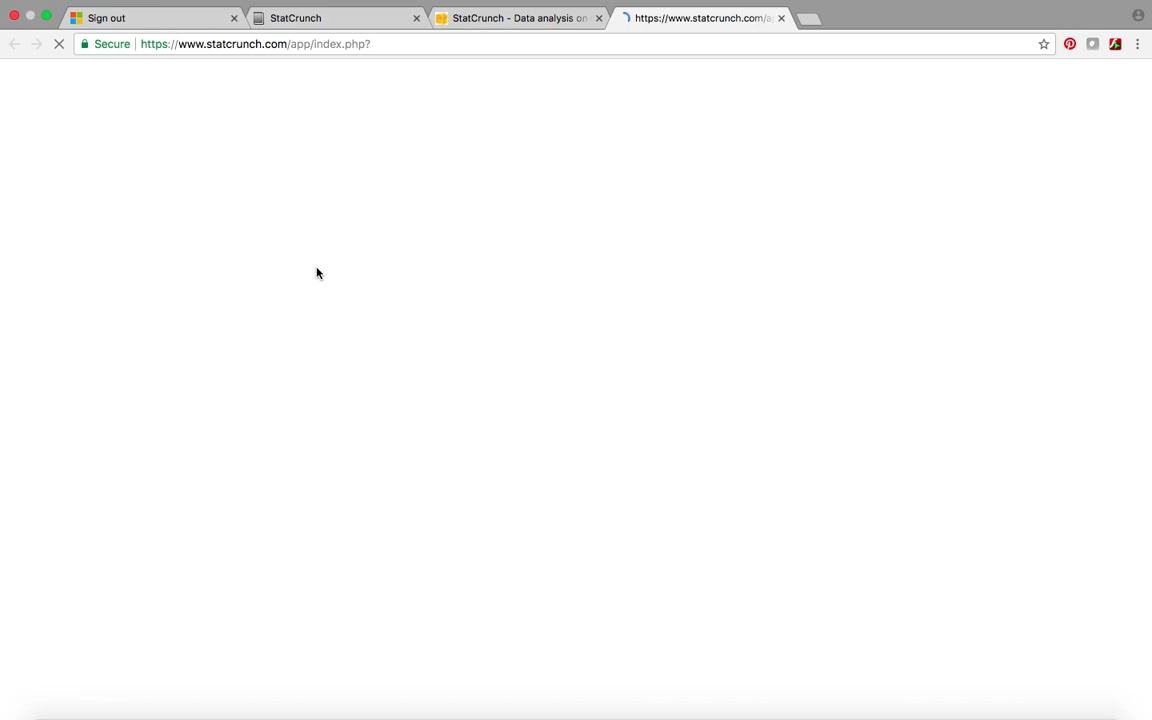 Sign out
StatCrunch
StatCrunch - Data analysis on
https://www.statcrunch.com/a
Secure
https://www.statcrunch.com/app/index.php?